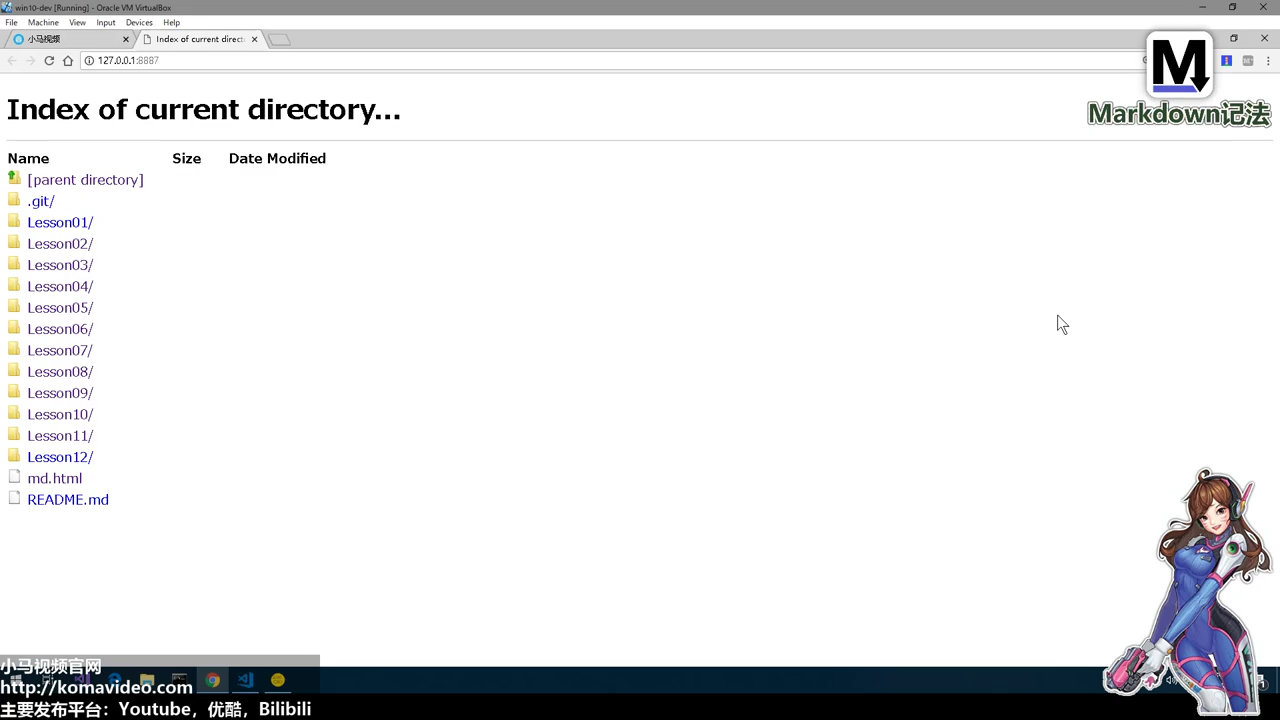 win10-dev [Running] - Oracle VM VirtualBox
File Machine View Input Devices Help
小马视频
Index of current direct
127.0.0.1:8887
M
Markdown记法
Index of current directory...
Name Size Date Modified
[parent directory]
.git/
Lesson01/
Lesson02/
Lesson03/
Lesson04/
Lesson05/
Lesson06/
Lesson07/
Lesson08/
Lesson09/
Lesson10/
Lesson11/
Lesson12/
md.html
README.md
小马视频官网
http://komavideo.com
主要发布平台：Youtube，优酷，Bilibili